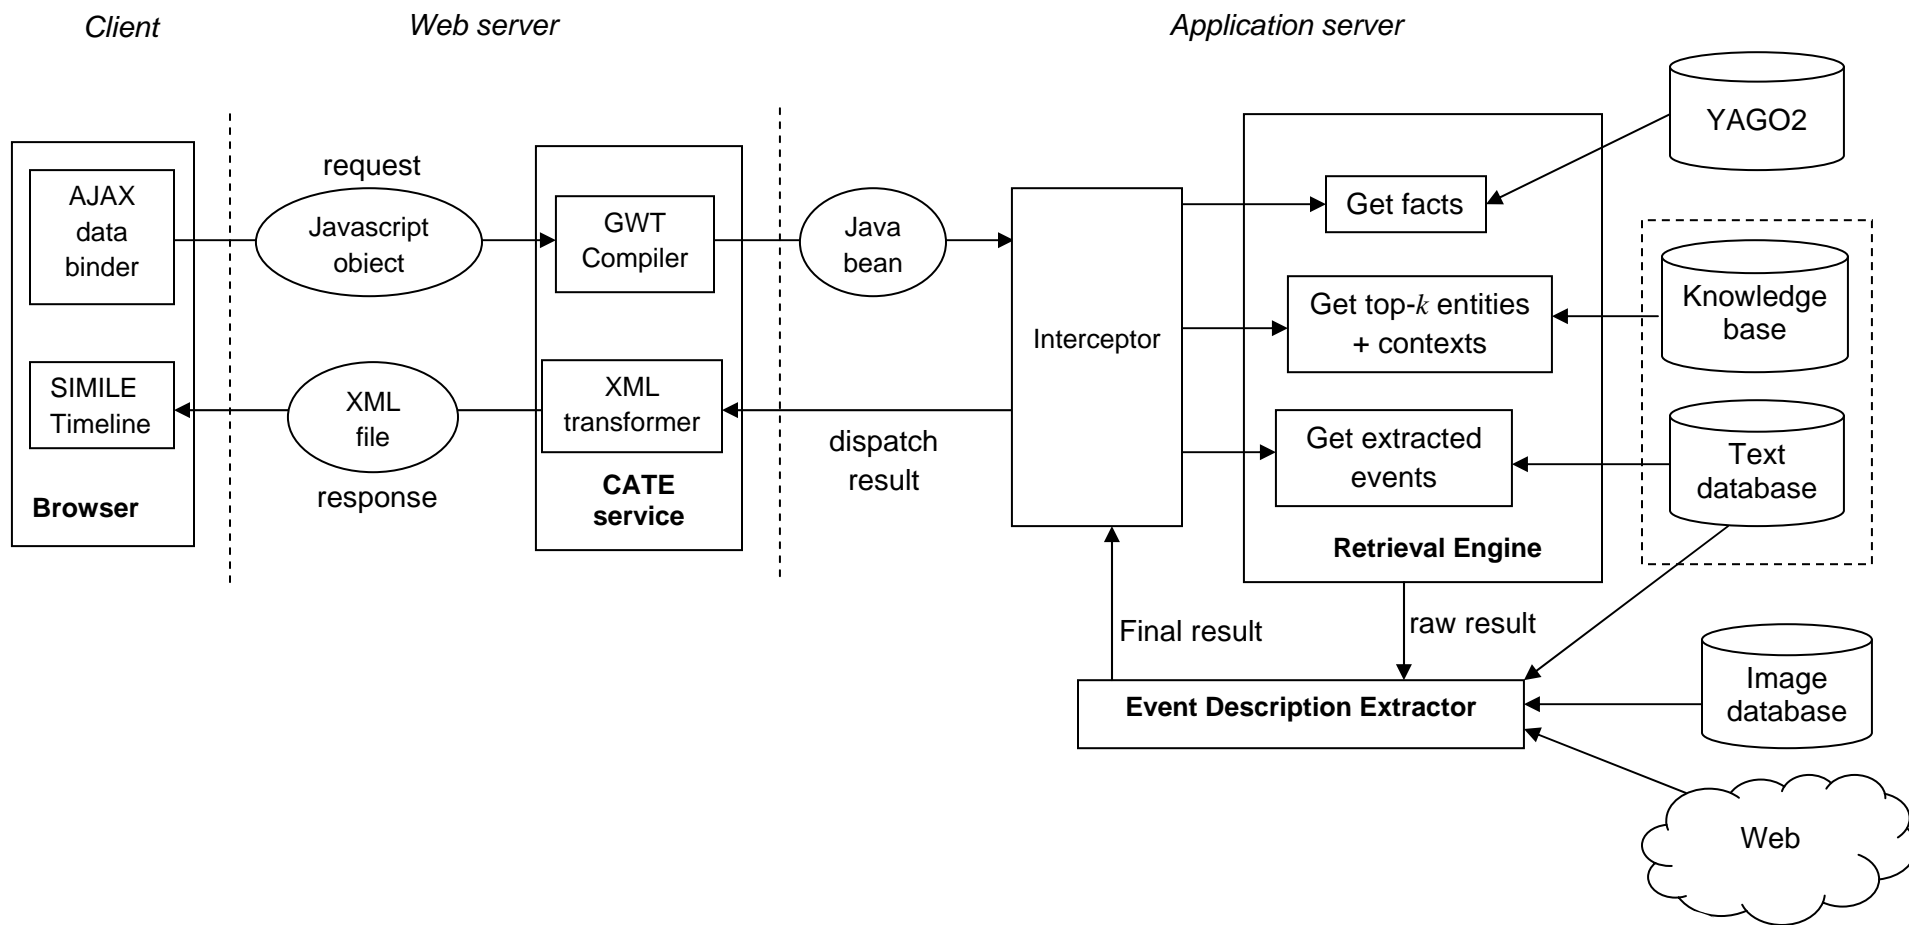 Client
Web server
Application server
AJAX
data
binder
SIMILE
Timeline
Browser
request
Javascript
object
XML
file
response
GWT
Compiler
XML
transformer
CATE
service
Java
bean
dispatch
result
Interceptor
Get facts
Get top-k entities
+ contexts
Get extracted
events
Retrieval Engine
YAGO2
Knowledge
base
Text
database
Final result
raw result
Event Description Extractor
Image
database
Web